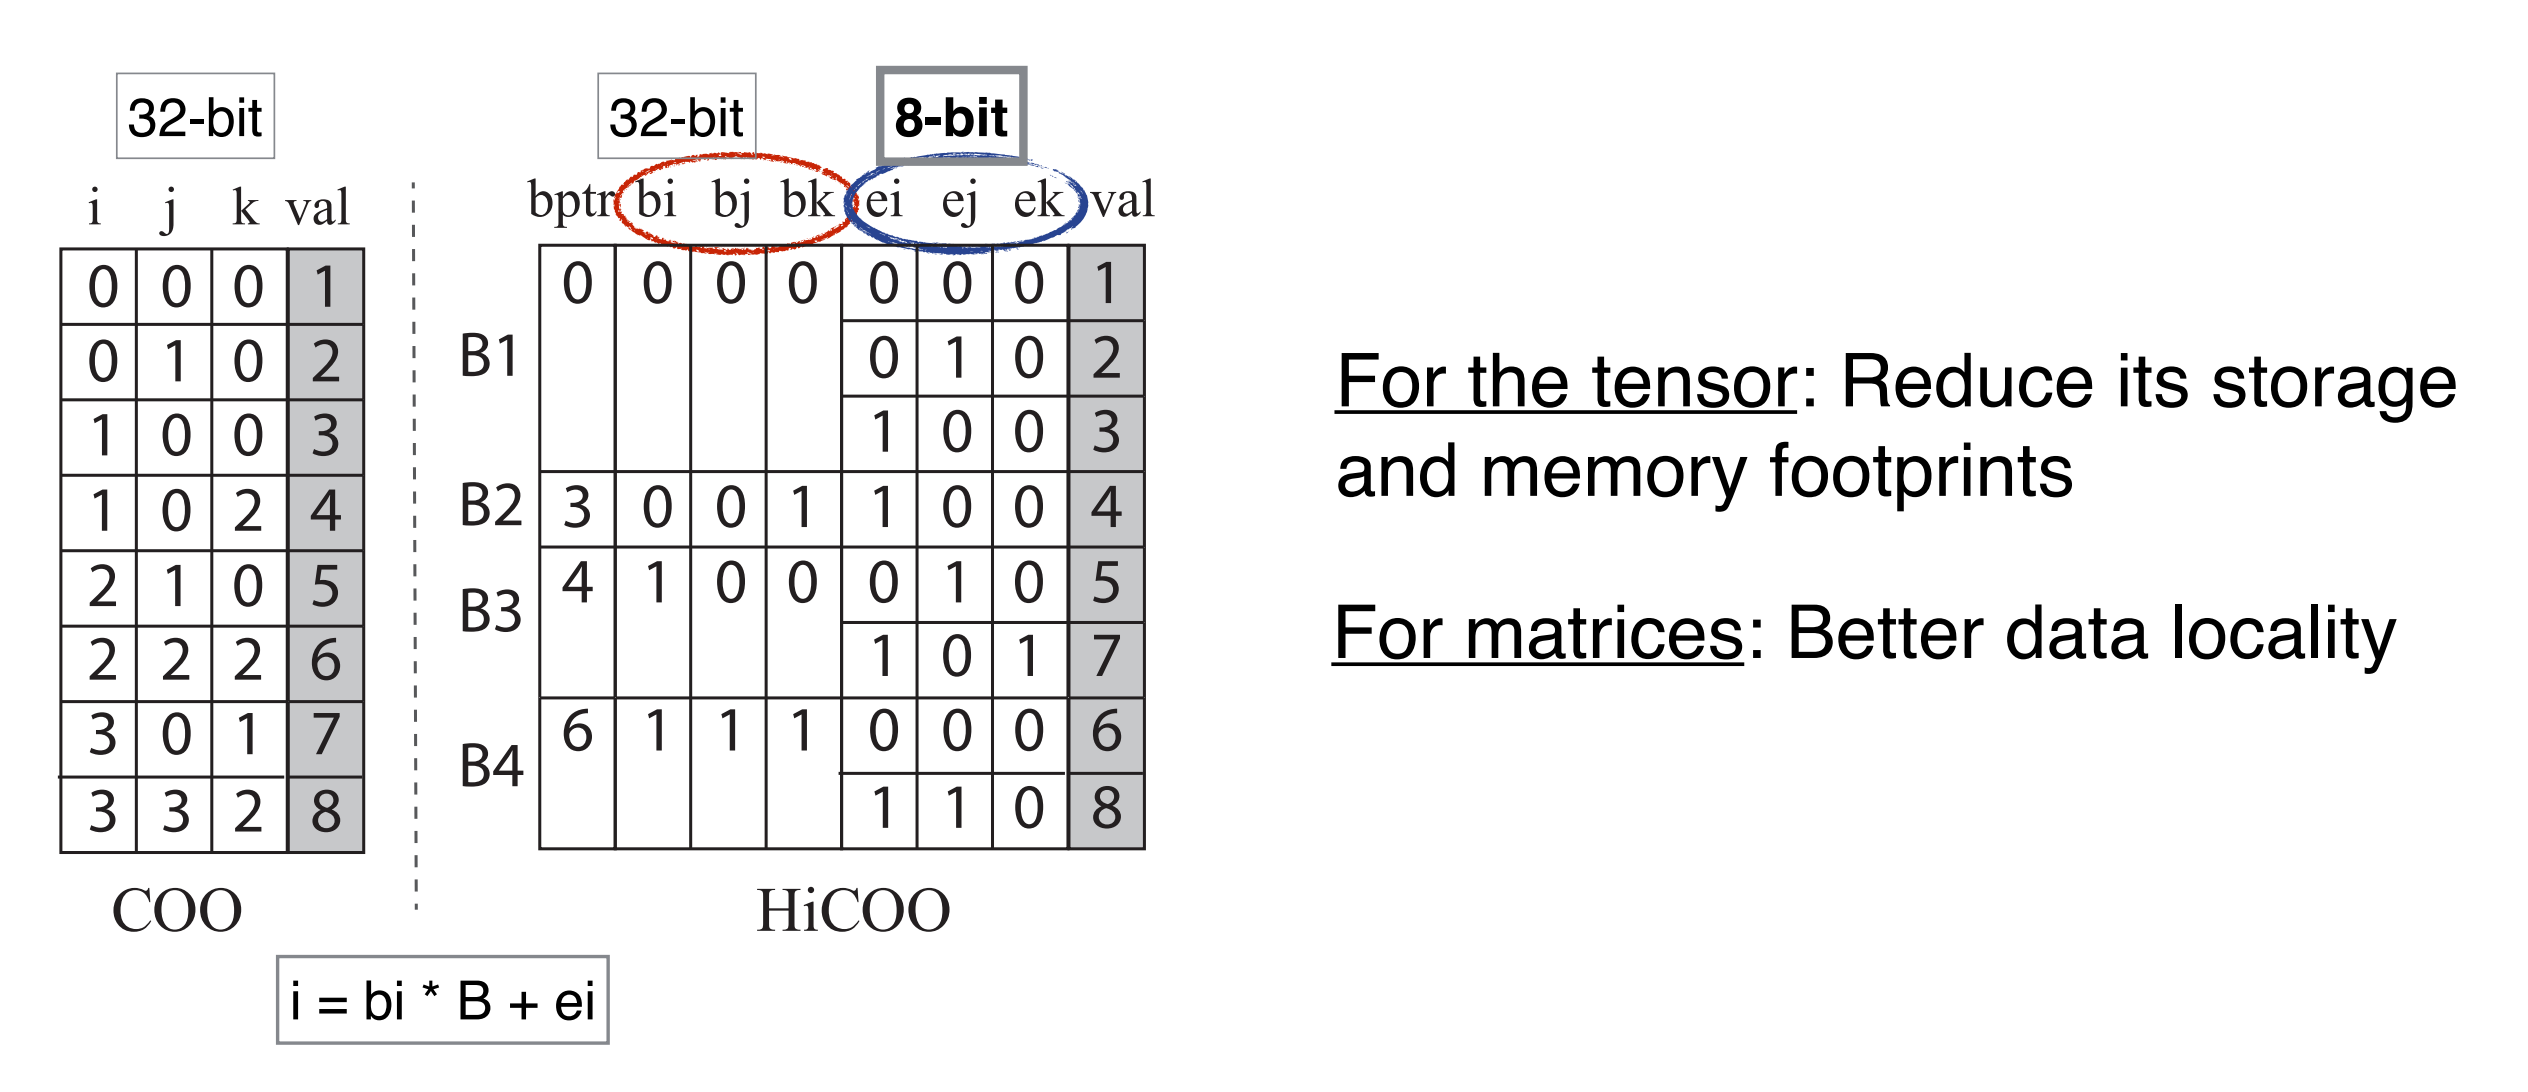 32-bit
i j k val
0 0 0 1
0 1 0 2
1 0 0 3
1 0 2 4
2 1 0 5
2 2 2 6
3 0 1 7
3 3 2 8
COO
32-bit 8-bit
bptr bi bj bk ei ej ek val
B1 0 0 0 0 0 0 0 1
0 1 0 2
1 0 0 3
B2 3 0 0 1 1 0 0 4
B3 4 1 0 0 0 1 0 5
1 0 1 7
B4 6 1 1 1 0 0 0 6
1 1 0 8
HiCOO
i = bi * B + ei
For the tensor: Reduce its storage
and memory footprints
For matrices: Better data locality